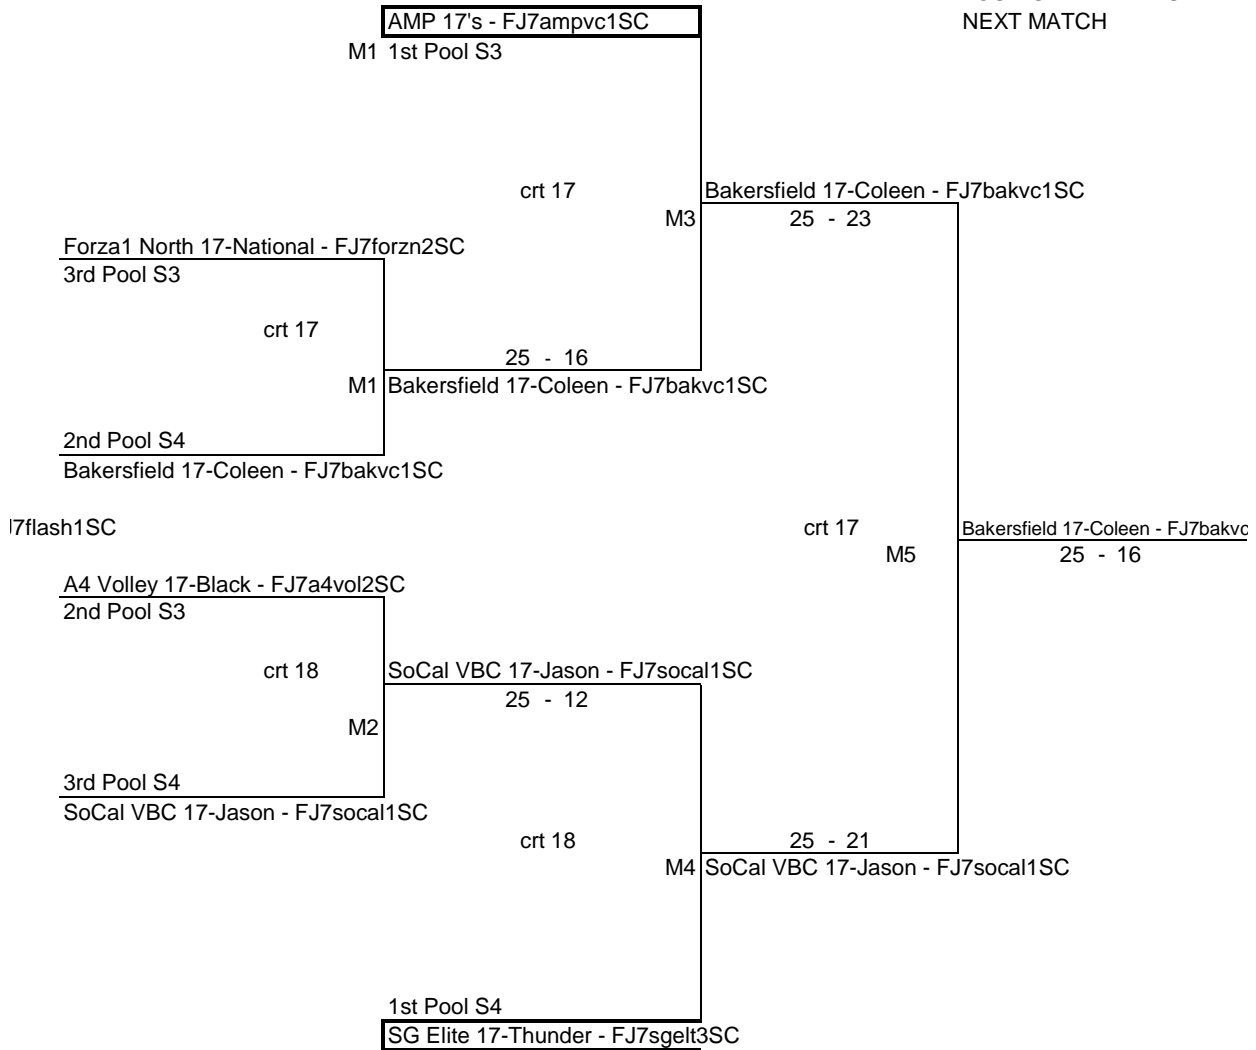 AMP 17's - FJ7ampvc1SC
NEXT MATCH
M1 1st Pool S3
crt 17
Bakersfield 17-Coleen - FJ7bakvc1SC
M3
25 - 23
Forza1 North 17-National - FJ7forzn2SC
3rd Pool S3
crt 17
25 - 16
M1 Bakersfield 17-Coleen - FJ7bakvc1SC
2nd Pool S4
Bakersfield 17-Coleen - FJ7bakvc1SC
7flash1SC
crt 17
Bakersfield 17-Coleen - FJ7bakvc
M5
25 - 16
A4 Volley 17-Black - FJ7a4vol2SC
2nd Pool S3
crt 18
SoCal VBC 17-Jason - FJ7socal1SC
25 - 12
M2
3rd Pool S4
SoCal VBC 17-Jason - FJ7socal1SC
crt 18
25 - 21
M4 SoCal VBC 17-Jason - FJ7socal1SC
1st Pool S4
SG Elite 17-Thunder - FJ7sgelt3SC